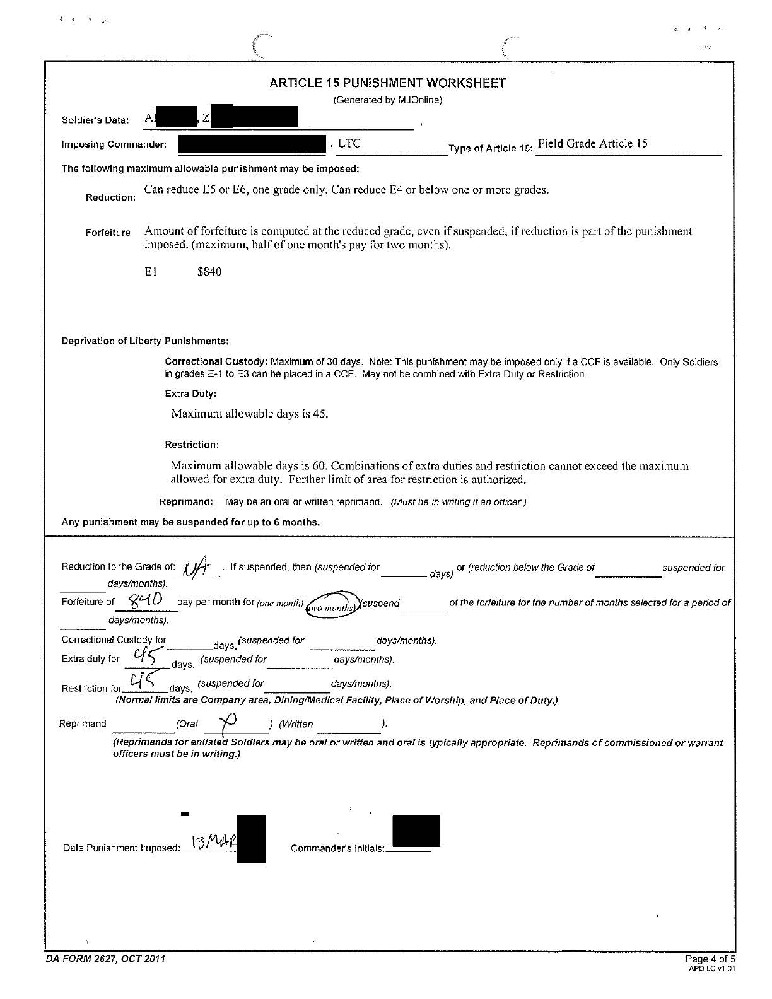 ARTICLE 15 PUNISHMENT WORKSHEET
(Generated by MJOnline)
Soldier's Data: A , Z
Imposing Commander: , LTC Type of Article 15: Field Grade Article 15
The following maximum allowable punishment may be imposed:
Reduction: Can reduce E5 or E6, one grade only. Can reduce E4 or below one or more grades.
Forfeiture Amount of forfeiture is computed at the reduced grade, even if suspended, if reduction is part of the punishment
imposed. (maximum, half of one month's pay for two months).
E1 $840
Deprivation of Liberty Punishments:
Correctional Custody: Maximum of 30 days. Note: This punishment may be imposed only if a CCF is available. Only Soldiers
in grades E-1 to E3 can be placed in a CCF. May not be combined with Extra Duty or Restriction.
Extra Duty:
Maximum allowable days is 45.
Restriction:
Maximum allowable days is 60. Combinations of extra duties and restriction cannot exceed the maximum
allowed for extra duty. Further limit of area for restriction is authorized.
Reprimand: May be an oral or written reprimand. (Must be in writing if an officer.)
Any punishment may be suspended for up to 6 months.
Reduction to the Grade of: . If suspended, then (suspended for days) or (reduction below the Grade of suspended for
days/months).
Forfeiture of 840 pay per month for (one month) (two months) (suspend of the forfeiture for the number of months selected for a period of
days/months).
Correctional Custody for days, (suspended for days/months).
Extra duty for 45 days, (suspended for days/months).
Restriction for 45 days, (suspended for days/months).
(Normal limits are Company area, Dining/Medical Facility, Place of Worship, and Place of Duty.)
Reprimand (Oral ) (Written ).
(Reprimands for enlisted Soldiers may be oral or written and oral is typically appropriate. Reprimands of commissioned or warrant
officers must be in writing.)
Date Punishment Imposed: 13 MAR Commander's Initials:
DA FORM 2627, OCT 2011 Page 4 of 5
APD LC v1.01